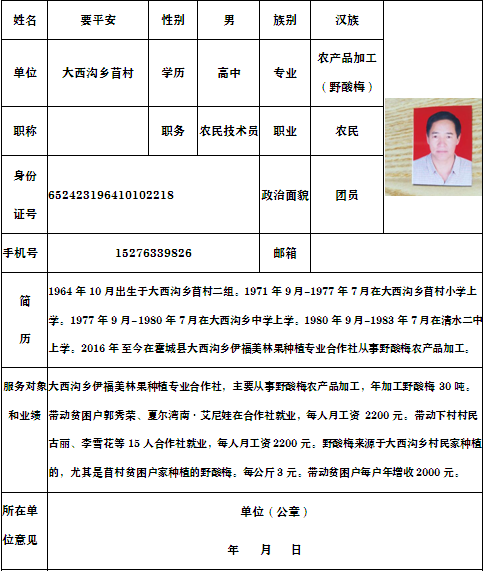 姓名 要平安 性别 男 族别 汉族
单位 大西沟乡苜村 学历 高中 专业 农产品加工
（野酸梅）
职称 职务 农民技术员 职业 农民
身份
证号 652423196410102218 政治面貌 团员
手机号 15276339826 邮箱
简
历
1964 年 10 月出生于大西沟乡苜村二组。1971 年 9 月-1977 年 7 月在大西沟乡苜村小学上
学。1977 年 9 月-1980 年 7 月在大西沟乡中学上学。1980 年 9 月-1983 年 7 月在清水二中
上学。2016 年至今在霍城县大西沟乡伊福美林果种植专业合作社从事野酸梅农产品加工。
服务对象
和业绩
大西沟乡伊福美林果种植专业合作社，主要从事野酸梅农产品加工，年加工野酸梅 30 吨。
带动贫困户郭秀荣、夏尔湾南·艾尼娃在合作社就业，每人月工资 2200 元。带动下村村民
古丽、李雪花等 15 人合作社就业，每人月工资 2200 元。野酸梅来源于大西沟乡村民家种植
的，尤其是苜村贫困户家种植的野酸梅。每公斤 3 元。带动贫困户每户年增收 2000 元。
所在单
位意见
单位（公章）
年 月 日